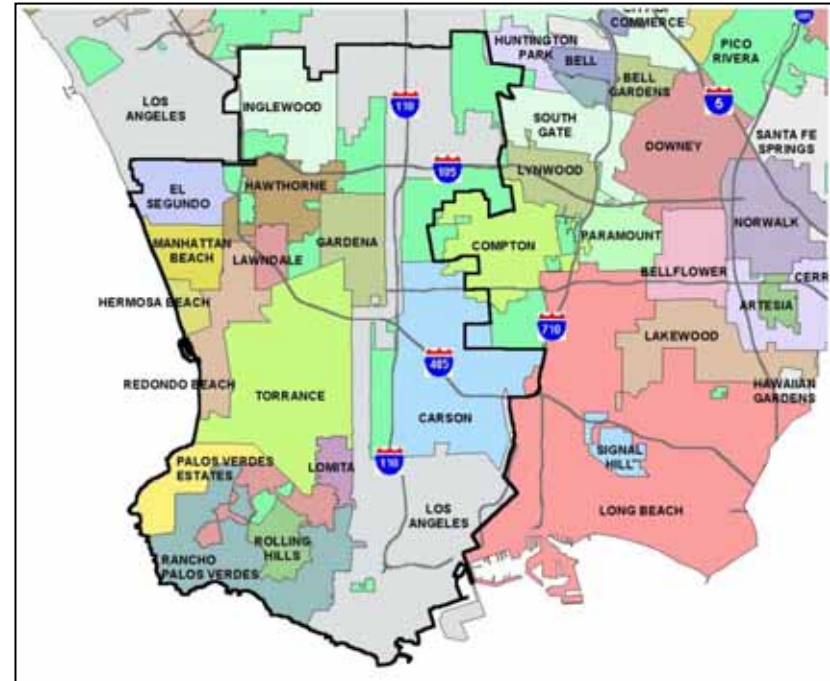 HUNTINGTON
PARK
COMMERCE
PICO
RIVERA
BELL
BELL
GARDENS
5
LOS
ANGELES
INGLEWOOD
110
SOUTH
GATE
DOWNEY
SANTA FE
SPRINGS
105
LYNWOOD
EL
SEGUNDO
HAWTHORNE
NORWALK
MANHATTAN
BEACH
LAWNDALE
GARDENA
COMPTON
PARAMOUNT
BELLFLOWER
CERR
ARTESIA
HERMOSA BEACH
710
LAKEWOOD
405
REDONDO BEACH
TORRANCE
CARSON
HAWAIIAN
GARDENS
PALOS VERDES
ESTATES
LOMITA
110
SIGNAL
HILL
LOS
ANGELES
LONG BEACH
ROLLING
HILLS
RANCHO
PALOS VERDES